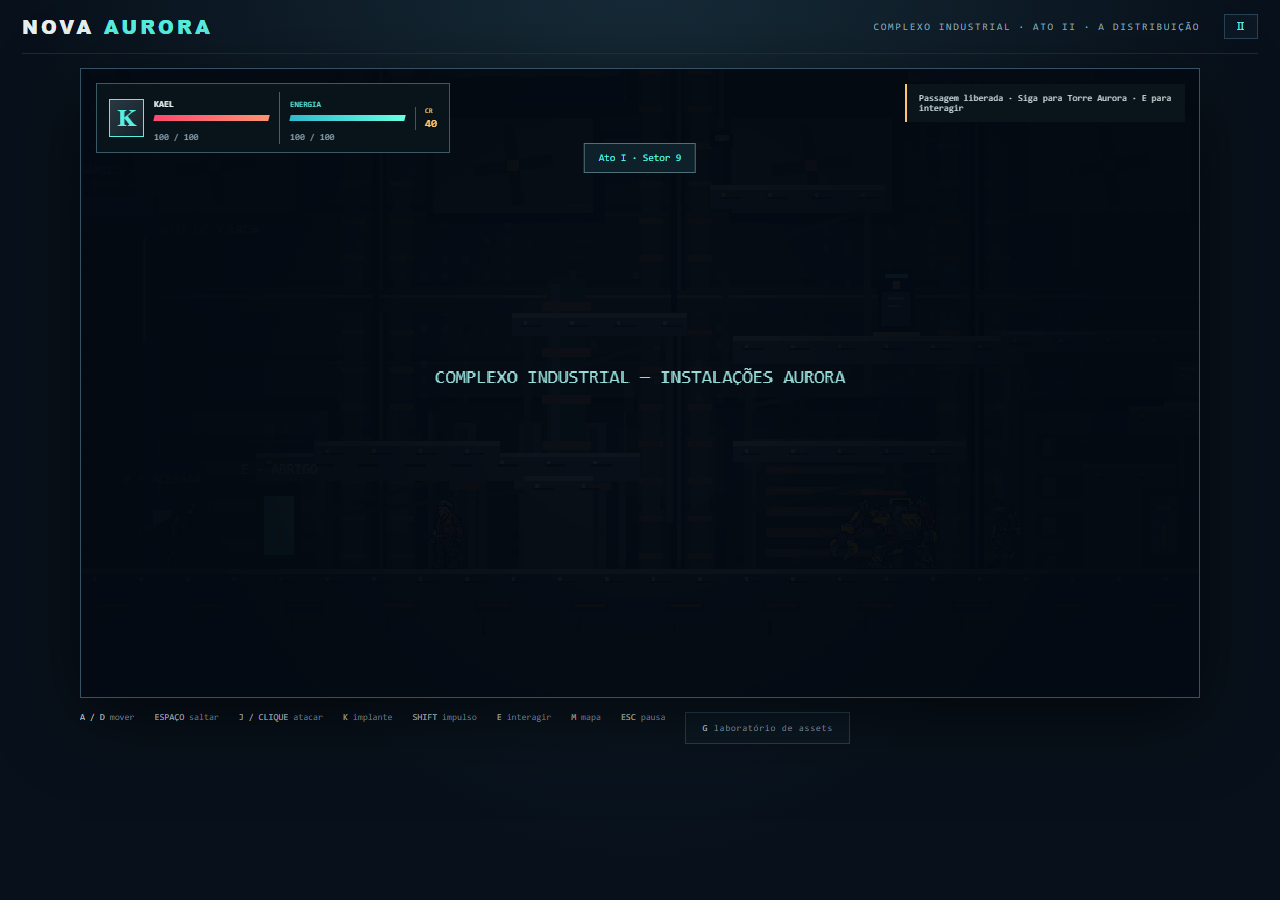 NOVA AURORA
COMPLEXO INDUSTRIAL · ATO II · A DISTRIBUIÇÃO
II
K
KAEL
100 / 100
ENERGIA
100 / 100
CR
40
Passagem liberada · Siga para Torre Aurora · E para
interagir
Ato I · Setor 9
COMPLEXO INDUSTRIAL — INSTALAÇÕES AURORA
A / D mover
ESPAÇO saltar
J / CLIQUE atacar
K implante
SHIFT impulso
E interagir
M mapa
ESC pausa
G laboratório de assets